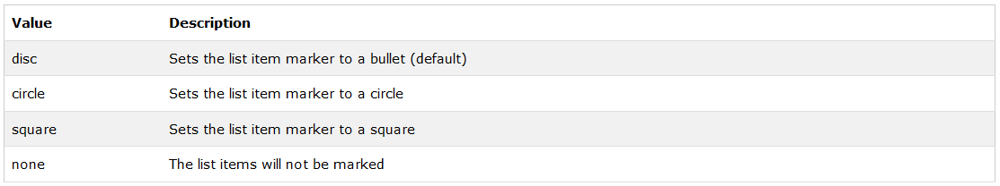 Value Description
disc Sets the list item marker to a bullet (default)
circle Sets the list item marker to a circle
square Sets the list item marker to a square
none The list items will not be marked